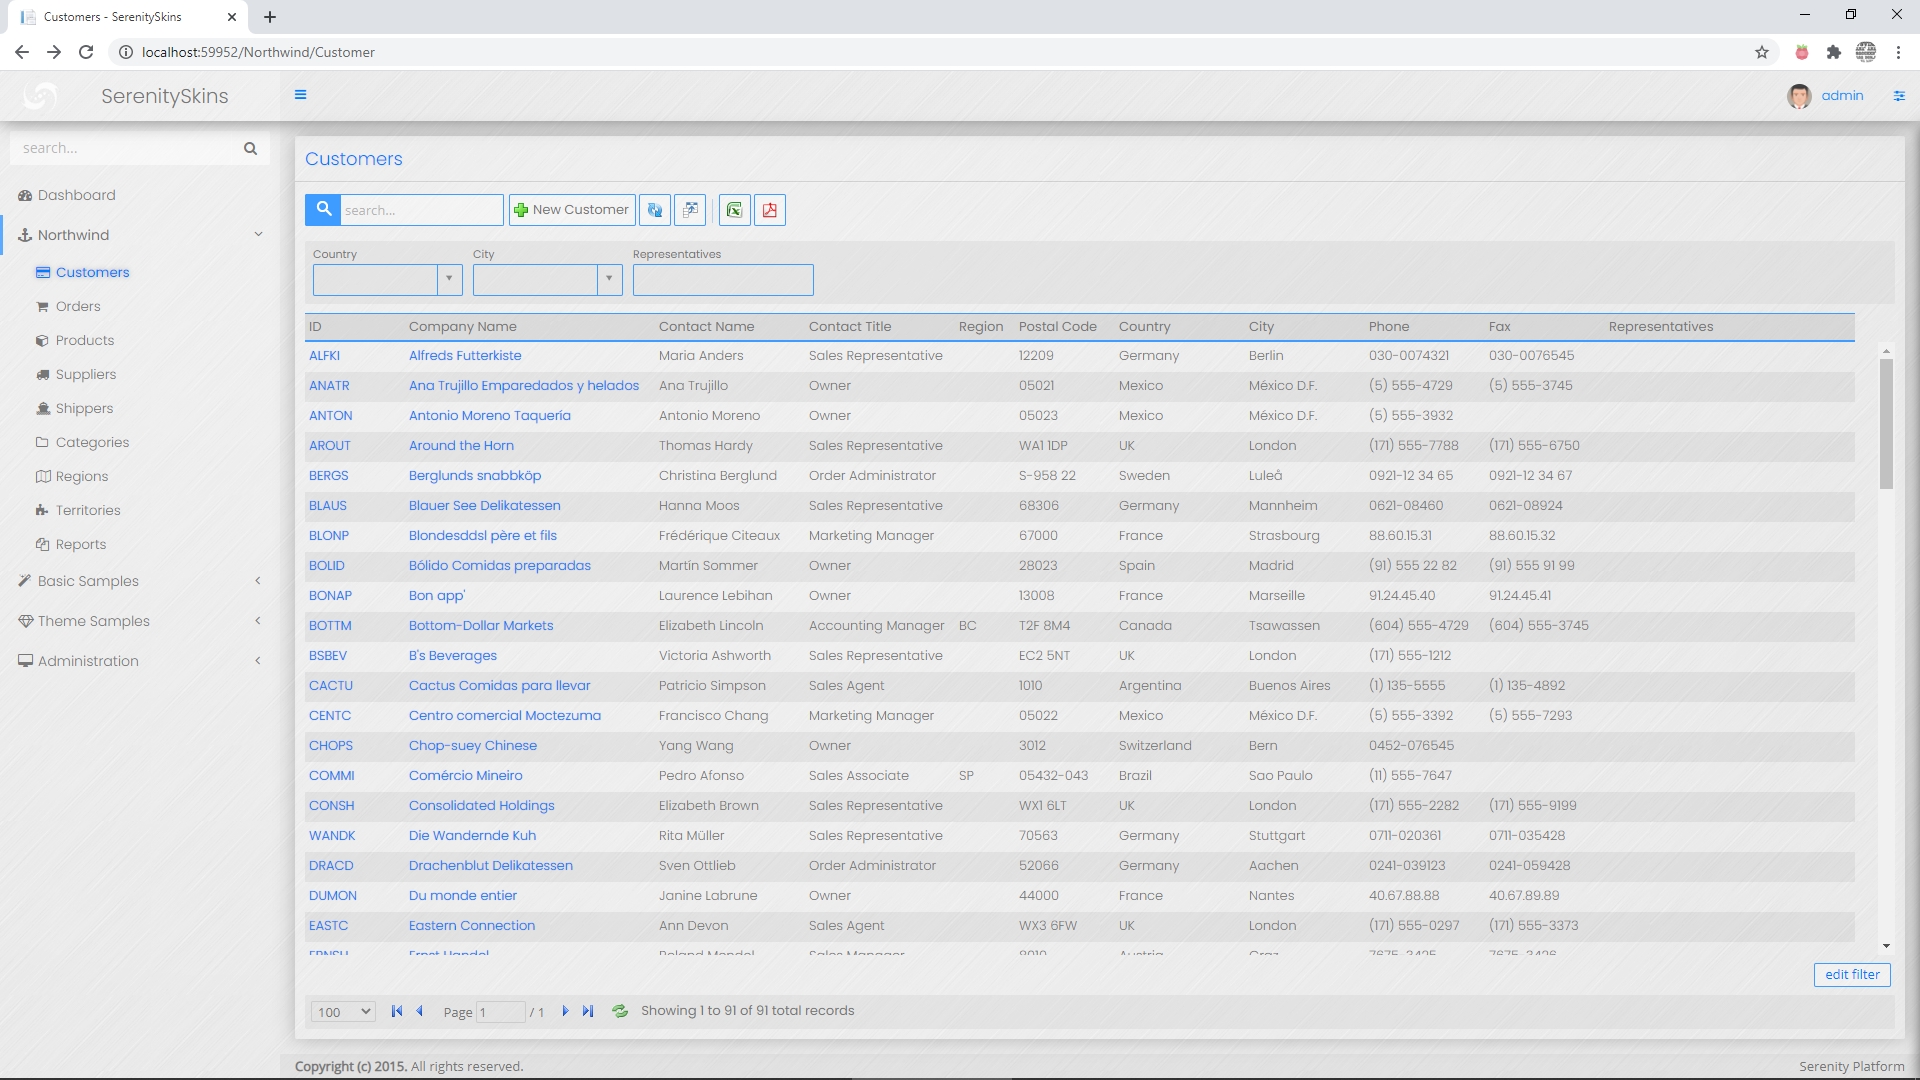 Customers - SerenitySkins
localhost:59952/Northwind/Customer
SerenitySkins
admin
search...
Dashboard
Northwind
Customers
Orders
Products
Suppliers
Shippers
Categories
Regions
Territories
Reports
Basic Samples
Theme Samples
Administration
Customers
search... New Customer
Country City Representatives
ID Company Name Contact Name Contact Title Region Postal Code Country City Phone Fax Representatives
ALFKI Alfreds Futterkiste Maria Anders Sales Representative 12209 Germany Berlin 030-0074321 030-0076545
ANATR Ana Trujillo Emparedados y helados Ana Trujillo Owner 05021 Mexico México D.F. (5) 555-4729 (5) 555-3745
ANTON Antonio Moreno Taquería Antonio Moreno Owner 05023 Mexico México D.F. (5) 555-3932
AROUT Around the Horn Thomas Hardy Sales Representative WA1 1DP UK London (171) 555-7788 (171) 555-6750
BERGS Berglunds snabbköp Christina Berglund Order Administrator S-958 22 Sweden Luleå 0921-12 34 65 0921-12 34 67
BLAUS Blauer See Delikatessen Hanna Moos Sales Representative 68306 Germany Mannheim 0621-08460 0621-08924
BLONP Blondesddsl père et fils Frédérique Citeaux Marketing Manager 67000 France Strasbourg 88.60.15.31 88.60.15.32
BOLID Bólido Comidas preparadas Martín Sommer Owner 28023 Spain Madrid (91) 555 22 82 (91) 555 91 99
BONAP Bon app' Laurence Lebihan Owner 13008 France Marseille 91.24.45.40 91.24.45.41
BOTTM Bottom-Dollar Markets Elizabeth Lincoln Accounting Manager BC T2F 8M4 Canada Tsawassen (604) 555-4729 (604) 555-3745
BSBEV B's Beverages Victoria Ashworth Sales Representative EC2 5NT UK London (171) 555-1212
CACTU Cactus Comidas para llevar Patricio Simpson Sales Agent 1010 Argentina Buenos Aires (1) 135-5555 (1) 135-4892
CENTC Centro comercial Moctezuma Francisco Chang Marketing Manager 05022 Mexico México D.F. (5) 555-3392 (5) 555-7293
CHOPS Chop-suey Chinese Yang Wang Owner 3012 Switzerland Bern 0452-076545
COMMI Comércio Mineiro Pedro Afonso Sales Associate SP 05432-043 Brazil Sao Paulo (11) 555-7647
CONSH Consolidated Holdings Elizabeth Brown Sales Representative WX1 6LT UK London (171) 555-2282 (171) 555-9199
WANDK Die Wandernde Kuh Rita Müller Sales Representative 70563 Germany Stuttgart 0711-020361 0711-035428
DRACD Drachenblut Delikatessen Sven Ottlieb Order Administrator 52066 Germany Aachen 0241-039123 0241-059428
DUMON Du monde entier Janine Labrune Owner 44000 France Nantes 40.67.88.88 40.67.89.89
EASTC Eastern Connection Ann Devon Sales Agent WX3 6FW UK London (171) 555-0297 (171) 555-3373
edit filter
100 Page 1 / 1 Showing 1 to 91 of 91 total records
Copyright (c) 2015. All rights reserved.
Serenity Platform